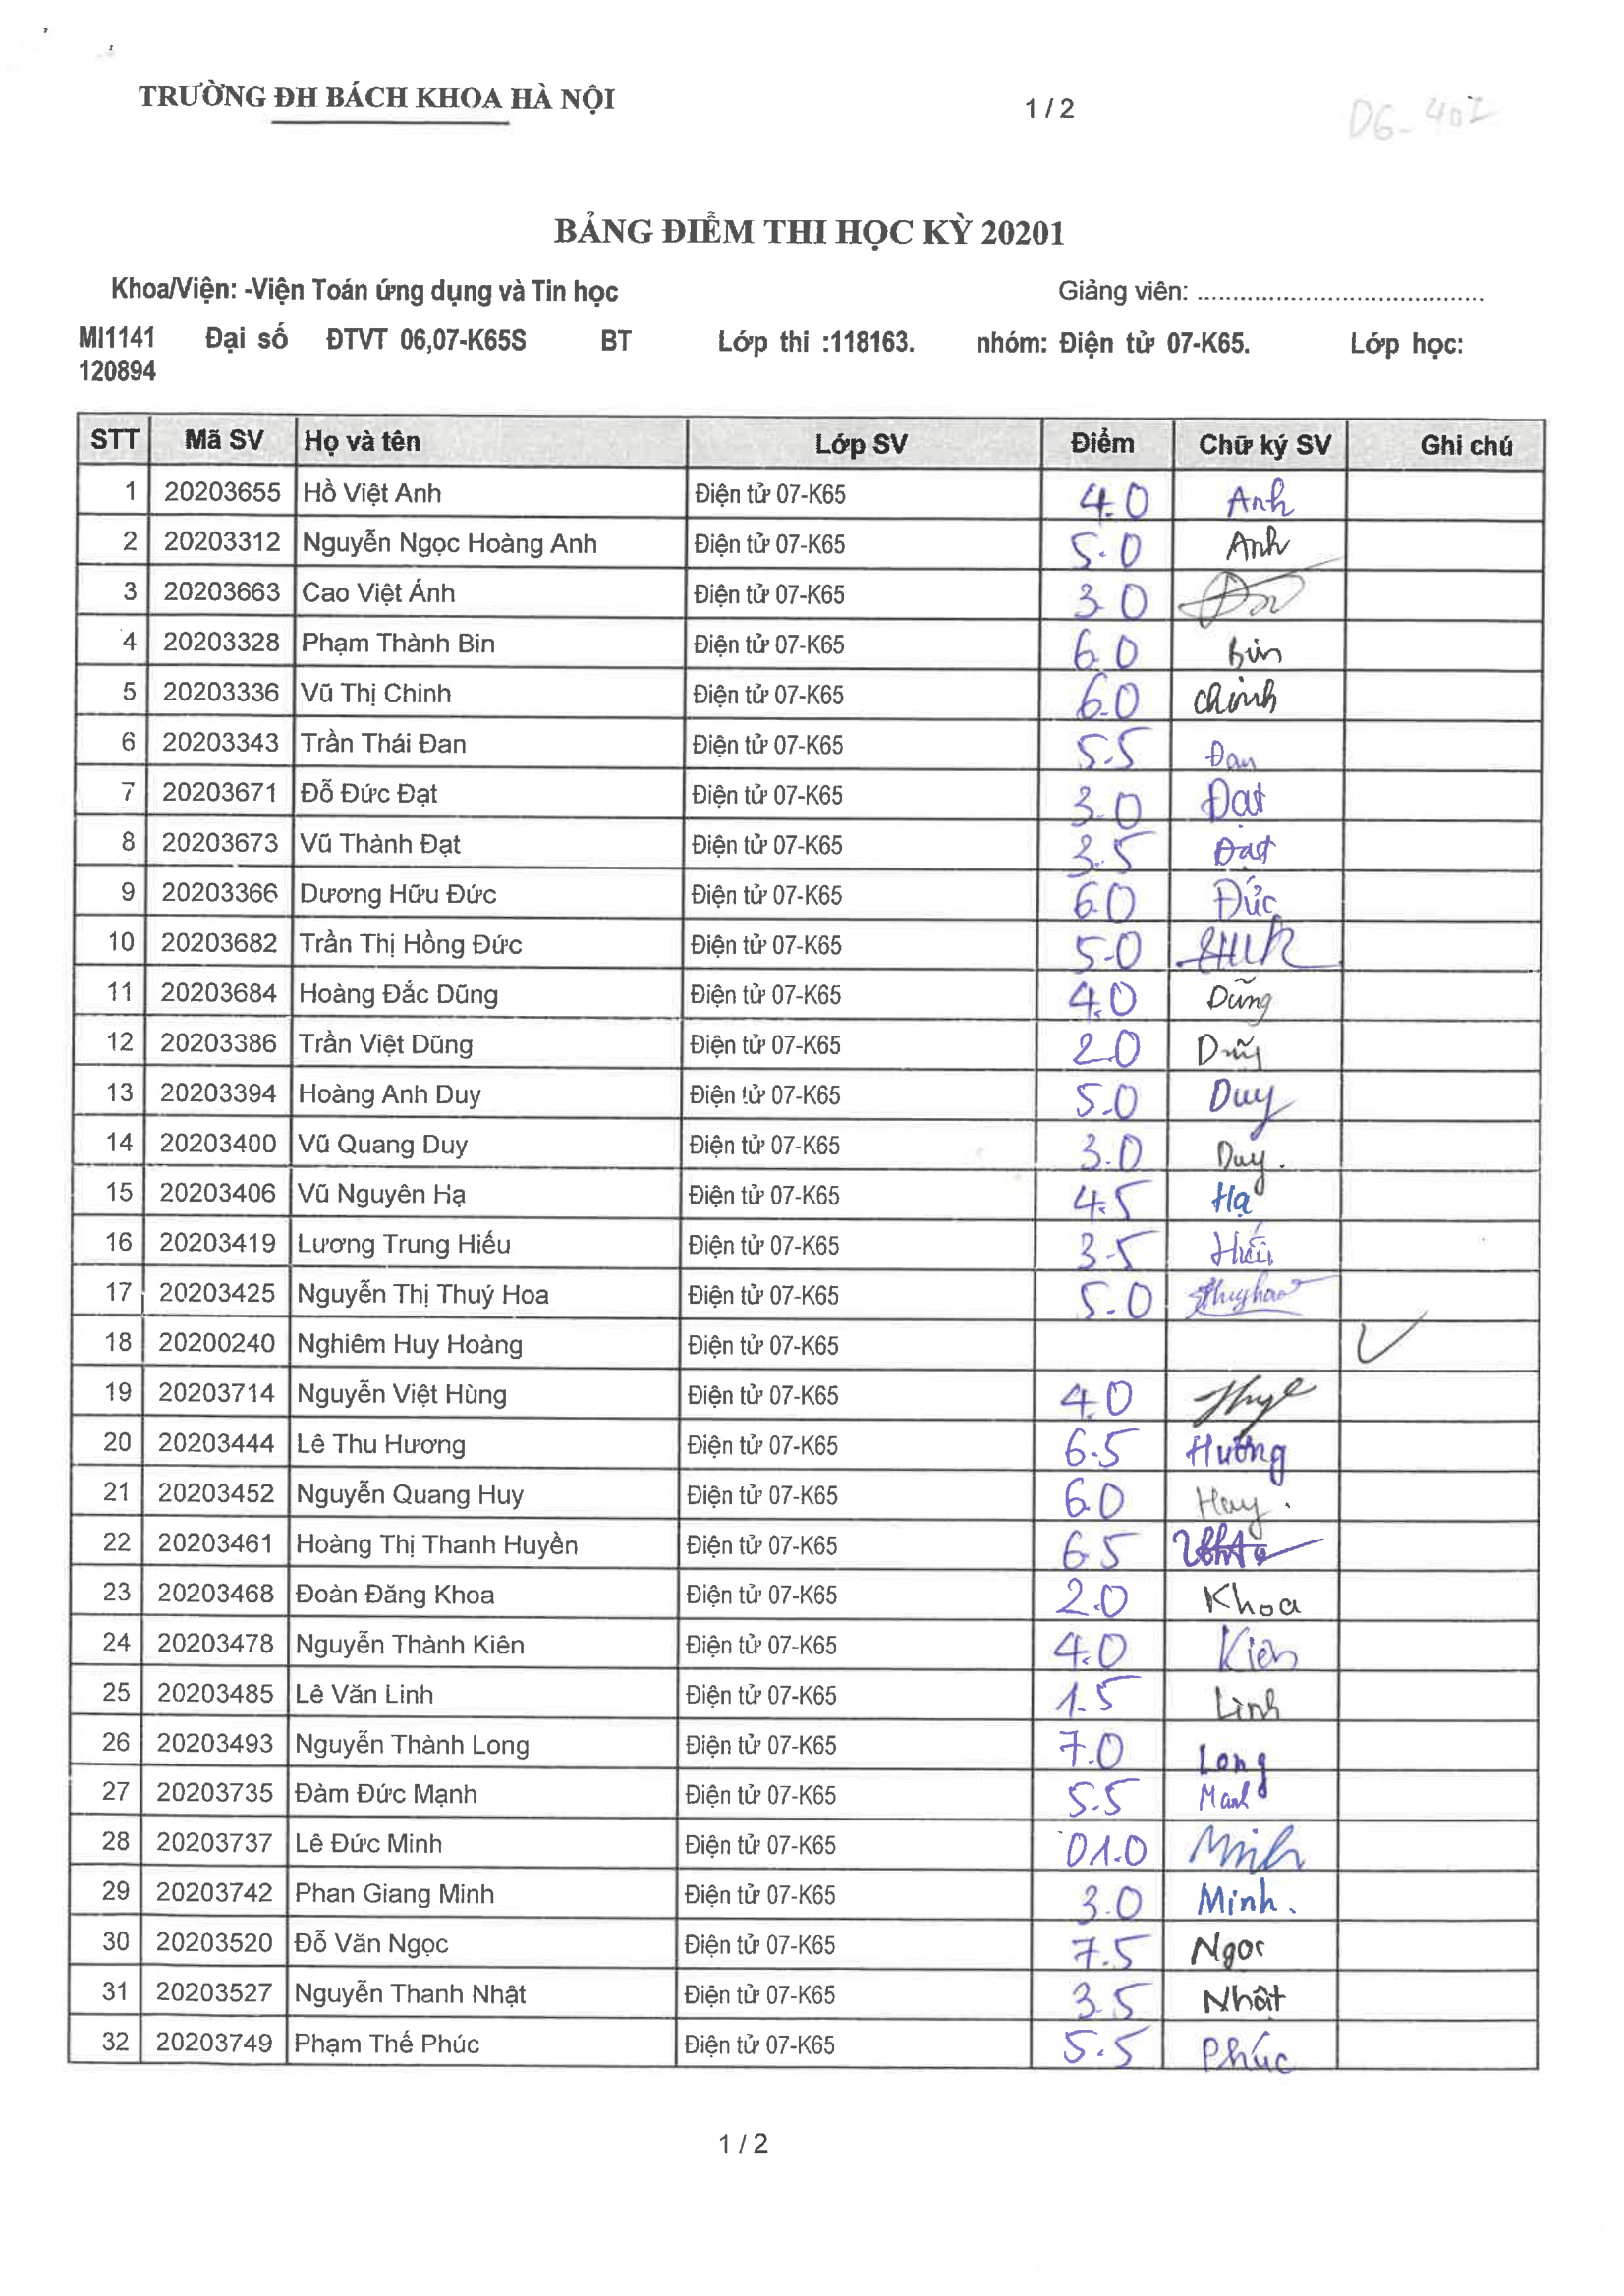 TRƯỜNG ĐH BÁCH KHOA HÀ NỘI 1 / 2 D6-402
BẢNG ĐIỂM THI HỌC KỲ 20201
Khoa/Viện: -Viện Toán ứng dụng và Tin học Giảng viên: ........................................
MI1141 Đại số ĐTVT 06,07-K65S BT Lớp thi :118163. nhóm: Điện tử 07-K65. Lớp học:
120894
STT Mã SV Họ và tên Lớp SV Điểm Chữ ký SV Ghi chú
1 20203655 Hồ Việt Anh Điện tử 07-K65 4.0 Anh
2 20203312 Nguyễn Ngọc Hoàng Anh Điện tử 07-K65 5.0 Anh
3 20203663 Cao Việt Ánh Điện tử 07-K65 3.0
4 20203328 Phạm Thành Bin Điện tử 07-K65 6.0 Bin
5 20203336 Vũ Thị Chinh Điện tử 07-K65 6.0 Chinh
6 20203343 Trần Thái Đan Điện tử 07-K65 5.5 Đan
7 20203671 Đỗ Đức Đạt Điện tử 07-K65 3.0 Đạt
8 20203673 Vũ Thành Đạt Điện tử 07-K65 3.5 Đạt
9 20203366 Dương Hữu Đức Điện tử 07-K65 6.0 Đức
10 20203682 Trần Thị Hồng Đức Điện tử 07-K65 5.0
11 20203684 Hoàng Đắc Dũng Điện tử 07-K65 4.0 Dũng
12 20203386 Trần Việt Dũng Điện tử 07-K65 2.0 Dũng
13 20203394 Hoàng Anh Duy Điện tử 07-K65 5.0 Duy
14 20203400 Vũ Quang Duy Điện tử 07-K65 3.0 Duy.
15 20203406 Vũ Nguyên Hạ Điện tử 07-K65 4.5 Hạ
16 20203419 Lương Trung Hiếu Điện tử 07-K65 3.5 Hiếu
17 20203425 Nguyễn Thị Thuý Hoa Điện tử 07-K65 5.0 Thuyhoa
18 20200240 Nghiêm Huy Hoàng Điện tử 07-K65 ✓
19 20203714 Nguyễn Việt Hùng Điện tử 07-K65 4.0
20 20203444 Lê Thu Hương Điện tử 07-K65 6.5 Hương
21 20203452 Nguyễn Quang Huy Điện tử 07-K65 6.0 Huy.
22 20203461 Hoàng Thị Thanh Huyền Điện tử 07-K65 6.5
23 20203468 Đoàn Đăng Khoa Điện tử 07-K65 2.0 Khoa
24 20203478 Nguyễn Thành Kiên Điện tử 07-K65 4.0 Kiên
25 20203485 Lê Văn Linh Điện tử 07-K65 1.5 Linh
26 20203493 Nguyễn Thành Long Điện tử 07-K65 7.0 Long
27 20203735 Đàm Đức Mạnh Điện tử 07-K65 5.5 Manh
28 20203737 Lê Đức Minh Điện tử 07-K65 01.0 Minh
29 20203742 Phan Giang Minh Điện tử 07-K65 3.0 Minh.
30 20203520 Đỗ Văn Ngọc Điện tử 07-K65 7.5 Ngọc
31 20203527 Nguyễn Thanh Nhật Điện tử 07-K65 3.5 Nhật
32 20203749 Phạm Thế Phúc Điện tử 07-K65 5.5 Phúc
1 / 2